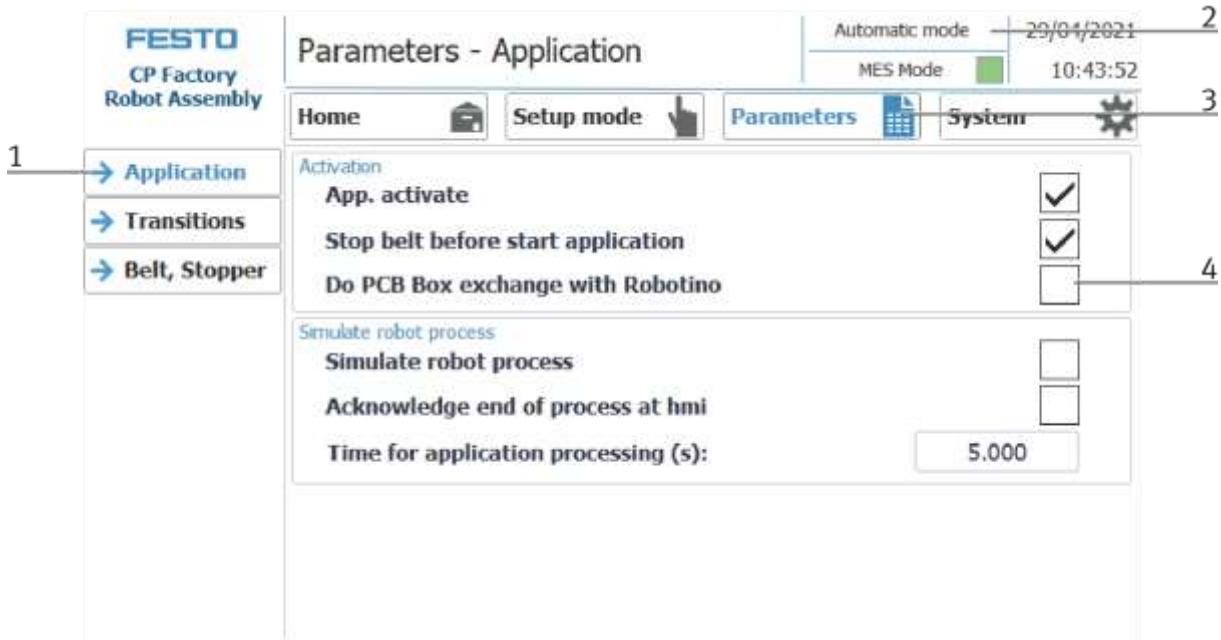 FESTO
CP Factory
Robot Assembly
Parameters - Application
Automatic mode
29/04/2021
MES Mode
10:43:52
Home
Setup mode
Parameters
System
Application
Transitions
Belt, Stopper
Activation
App. activate
Stop belt before start application
Do PCB Box exchange with Robotino
Simulate robot process
Simulate robot process
Acknowledge end of process at hmi
Time for application processing (s):
5.000
1
2
3
4